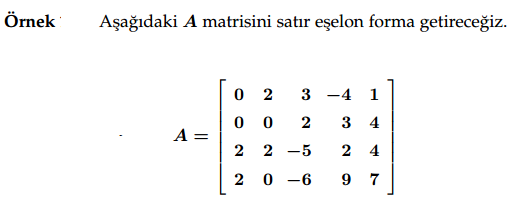 Örnek Aşağıdaki A matrisini satır eşelon forma getireceğiz.
0 2 3 −4 1
0 0 2 3 4
A =
2 2 −5 2 4
2 0 −6 9 7